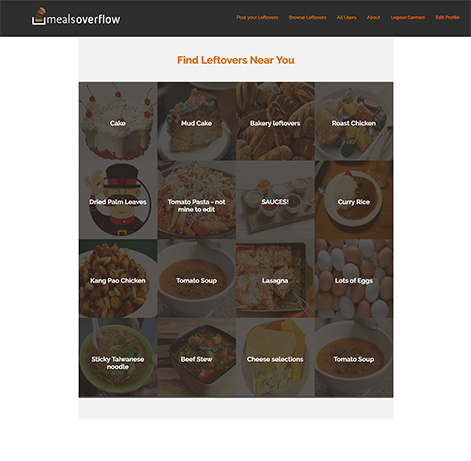 mealsoverflow
Post your Leftovers
Browse Leftovers
All Users
About
Logout Carmen
Edit Profile
Find Leftovers Near You
Cake
Mud Cake
Bakery leftovers
Roast Chicken
Dried Palm Leaves
Tomato Pasta - not
mine to edit
SAUCES!
Curry Rice
Kang Pao Chicken
Tomato Soup
Lasagna
Lots of Eggs
Sticky Taiwanese
noodle
Beef Stew
Cheese selections
Tomato Soup